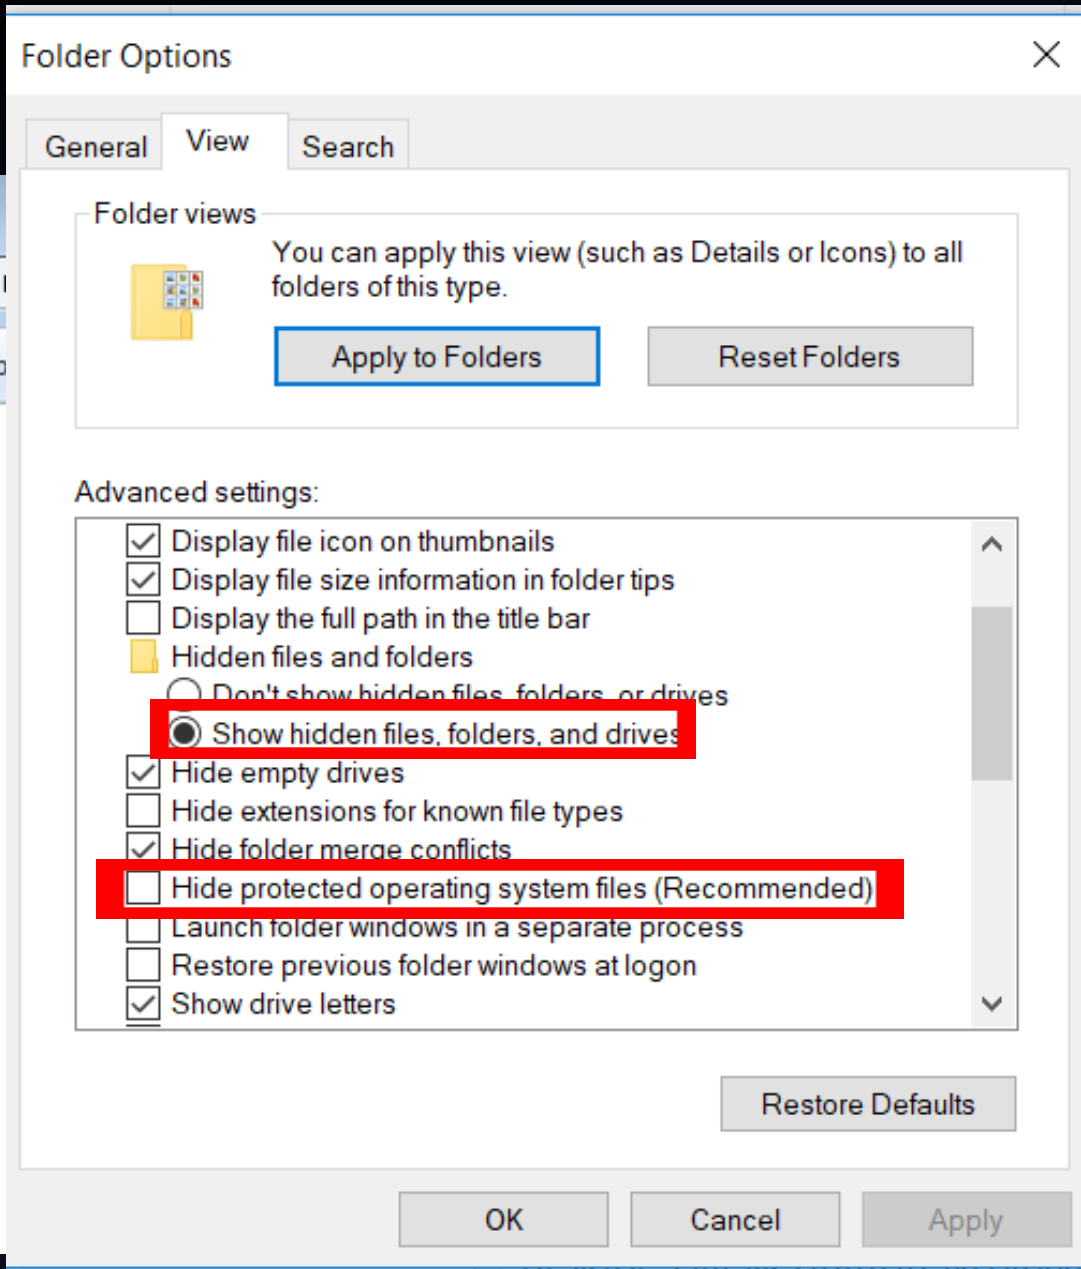 Folder Options
General
View
Search
Folder views
You can apply this view (such as Details or Icons) to all
folders of this type.
Apply to Folders
Reset Folders
Advanced settings:
Display file icon on thumbnails
Display file size information in folder tips
Display the full path in the title bar
Hidden files and folders
Don't show hidden files, folders, or drives
Show hidden files, folders, and drives
Hide empty drives
Hide extensions for known file types
Hide folder merge conflicts
Hide protected operating system files (Recommended)
Launch folder windows in a separate process
Restore previous folder windows at logon
Show drive letters
Restore Defaults
OK
Cancel
Apply